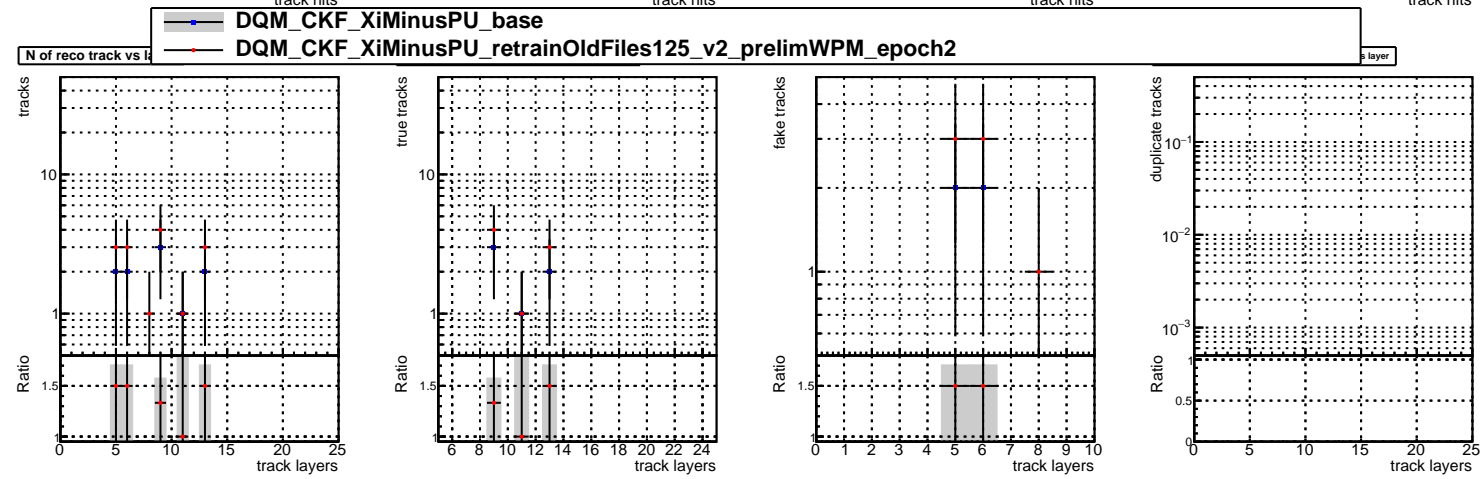 track hits track hits track hits track hits
DQM_CKF_XiMinusPU_base
DQM_CKF_XiMinusPU_retrainOldFiles125_v2_prelimWPM_epoch2
N of reco track vs la
s layer
tracks
10
1
Ratio
1.5
1
0 5 10 15 20 25
track layers
true tracks
10
1
Ratio
1.5
1
6 8 10 12 14 16 18 20 22 24
track layers
fake tracks
1
Ratio
1.5
1
0 1 2 3 4 5 6 7 8 9 10
track layers
duplicate tracks
10−1
10−2
10−3
Ratio
1
0.5
0
0 5 10 15 20 25
track layers